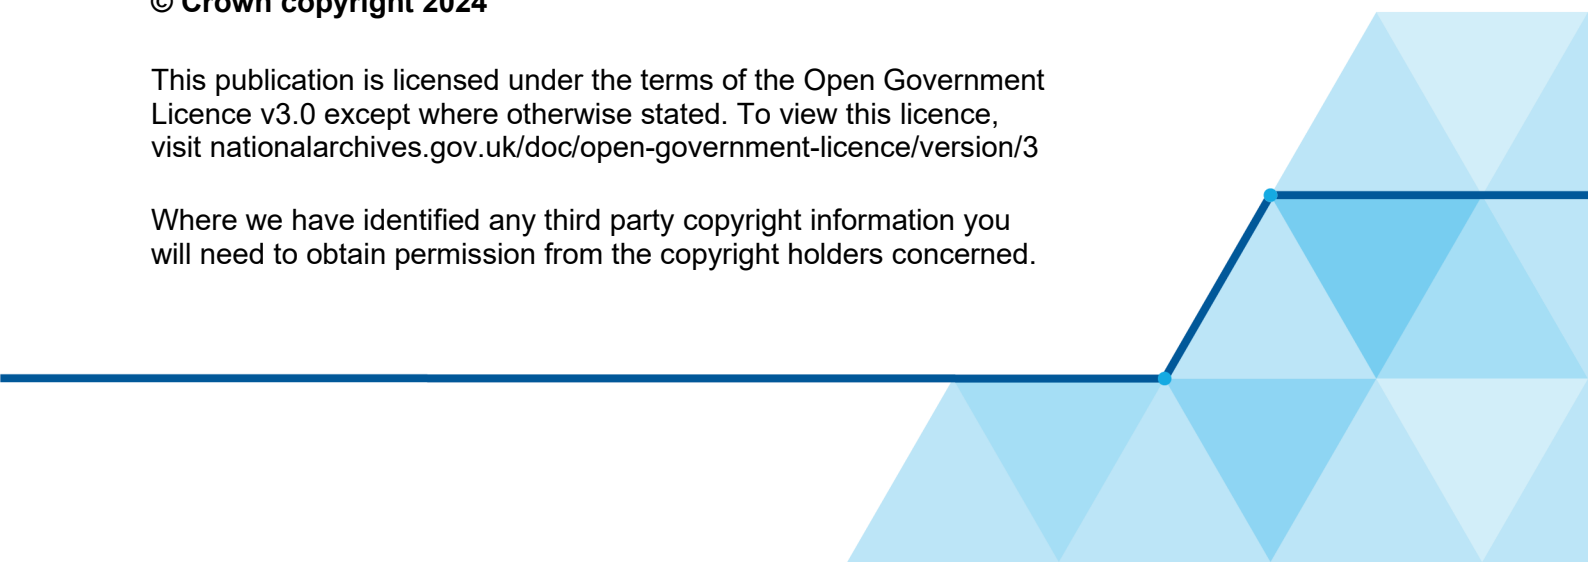 © Crown copyright 2024
This publication is licensed under the terms of the Open Government
Licence v3.0 except where otherwise stated. To view this licence,
visit nationalarchives.gov.uk/doc/open-government-licence/version/3
Where we have identified any third party copyright information you
will need to obtain permission from the copyright holders concerned.